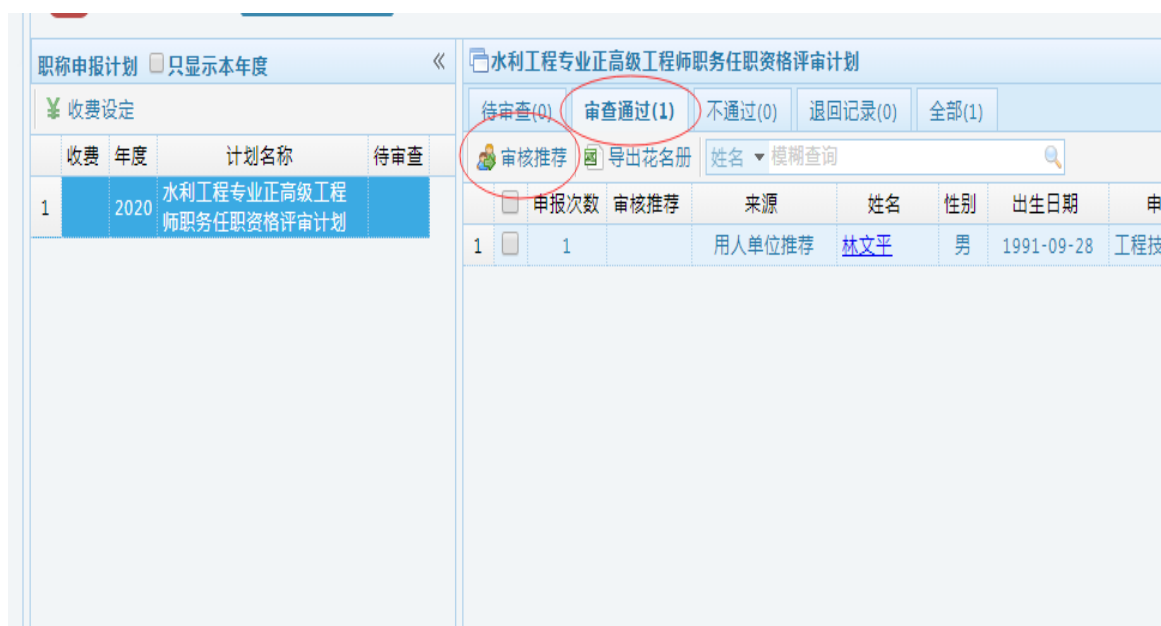 职称申报计划 只显示本年度 《
¥ 收费设定
收费 年度 计划名称 待审查
1 2020 水利工程专业正高级工程
师职务任职资格评审计划
水利工程专业正高级工程师职务任职资格评审计划
待审查(0) 审查通过(1) 不通过(0) 退回记录(0) 全部(1)
审核推荐 导出花名册 姓名 模糊查询
申报次数 审核推荐 来源 姓名 性别 出生日期 申
1 1 用人单位推荐 林文平 男 1991-09-28 工程技